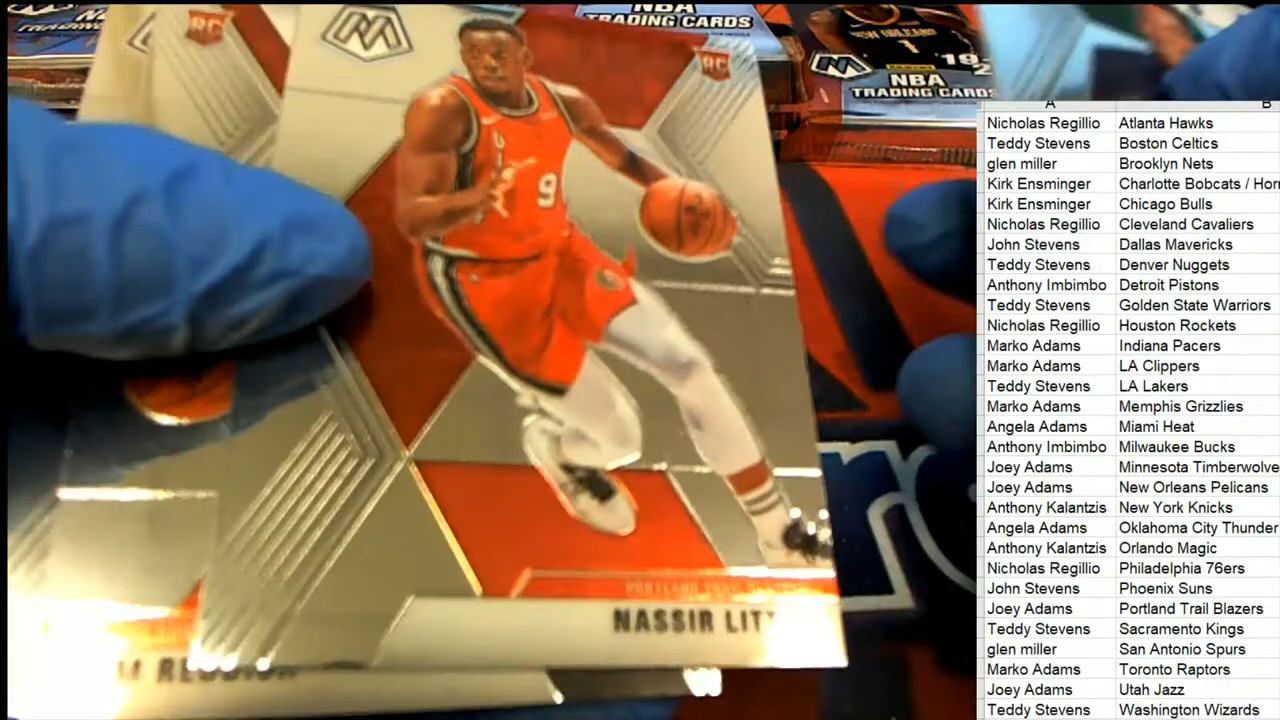 NBA
TRADING CARDS
NEW ORLEANS
1
PANINI
NBA
TRADING CARDS
RC
RC
9
PORTLAND TRAIL
NASSIR
A
B
Nicholas Regillio Atlanta Hawks
Teddy Stevens Boston Celtics
glen miller Brooklyn Nets
Kirk Ensminger Charlotte Bobcats / Hor
Kirk Ensminger Chicago Bulls
Nicholas Regillio Cleveland Cavaliers
John Stevens Dallas Mavericks
Teddy Stevens Denver Nuggets
Anthony Imbimbo Detroit Pistons
Teddy Stevens Golden State Warriors
Nicholas Regillio Houston Rockets
Marko Adams Indiana Pacers
Marko Adams LA Clippers
Teddy Stevens LA Lakers
Marko Adams Memphis Grizzlies
Angela Adams Miami Heat
Anthony Imbimbo Milwaukee Bucks
Joey Adams Minnesota Timberwolve
Joey Adams New Orleans Pelicans
Anthony Kalantzis New York Knicks
Angela Adams Oklahoma City Thunder
Anthony Kalantzis Orlando Magic
Nicholas Regillio Philadelphia 76ers
John Stevens Phoenix Suns
Joey Adams Portland Trail Blazers
Teddy Stevens Sacramento Kings
glen miller San Antonio Spurs
Marko Adams Toronto Raptors
Joey Adams Utah Jazz
Teddy Stevens Washington Wizards